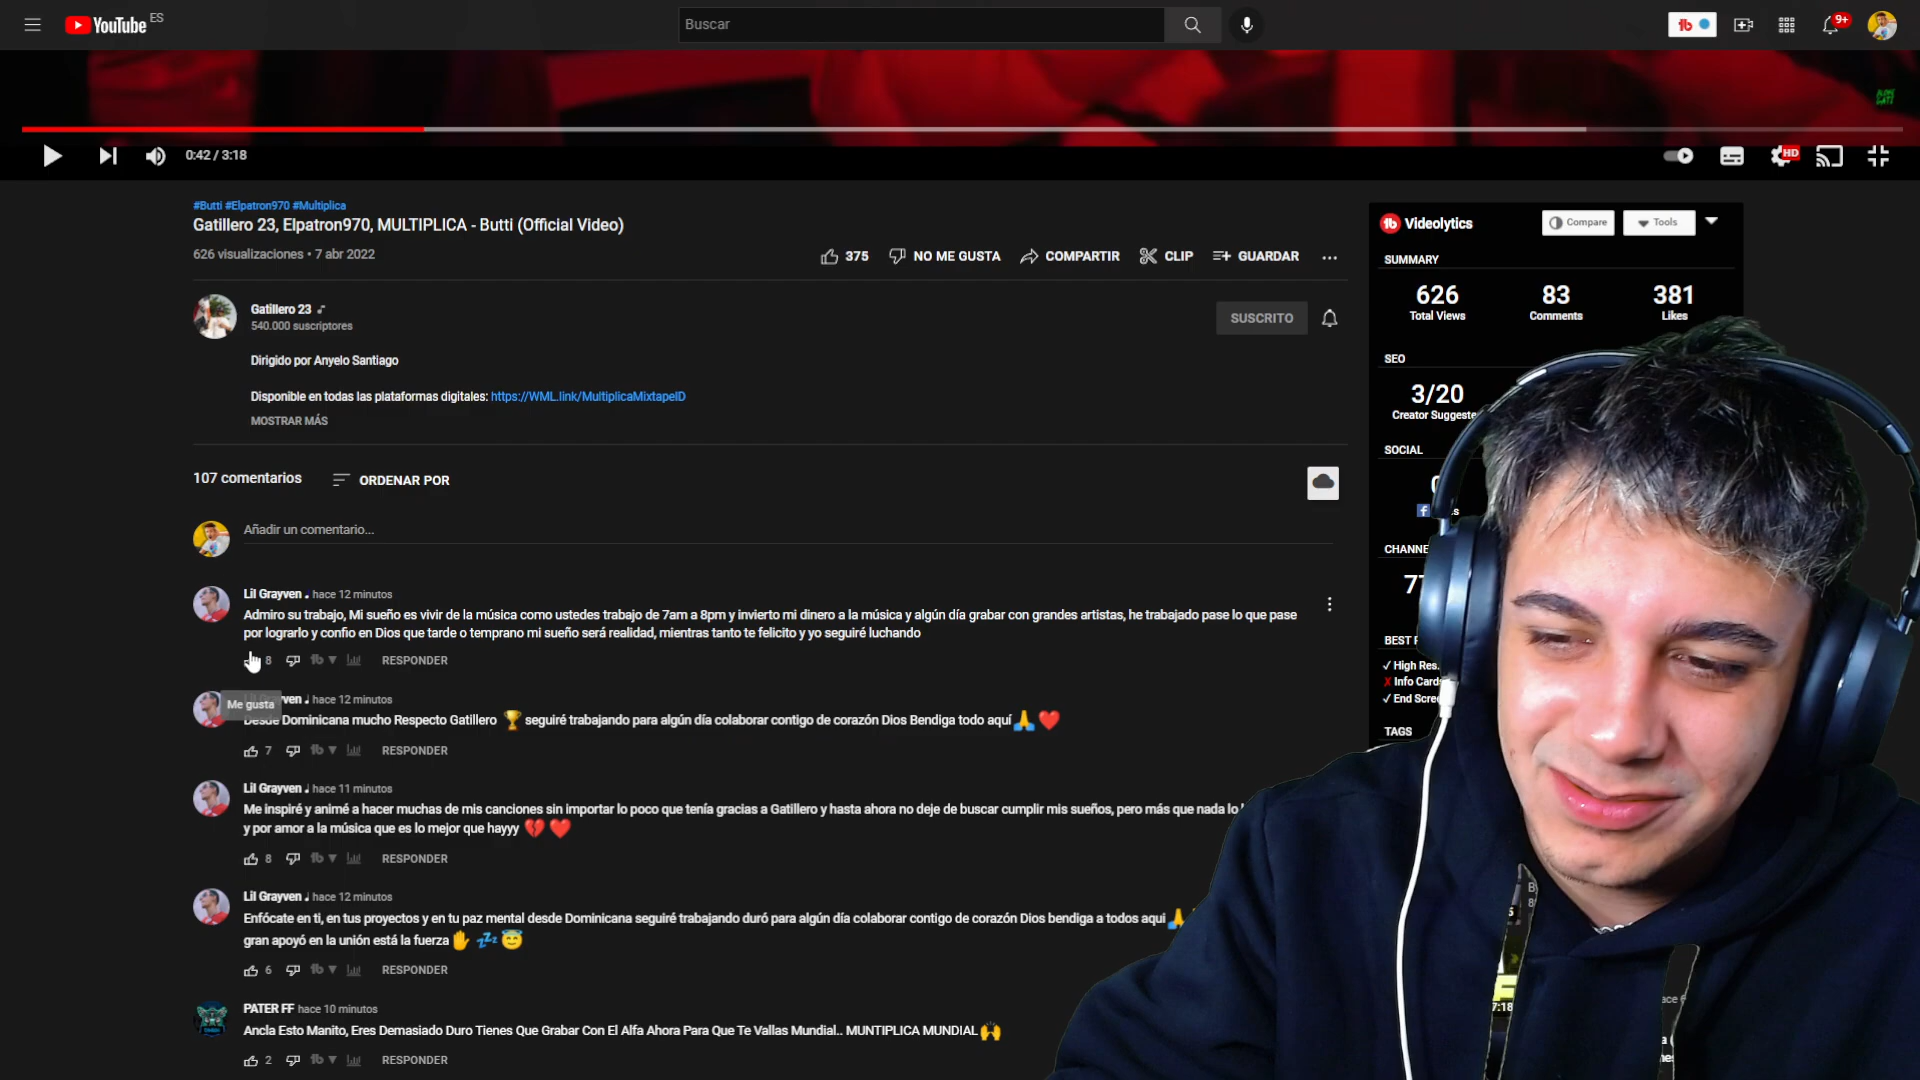 YouTube ES
Buscar
9+
0:42 / 3:18
HD
#Butti #Elpatron970 #Multiplica
Gatillero 23, Elpatron970, MULTIPLICA - Butti (Official Video)
626 visualizaciones • 7 abr 2022
375 NO ME GUSTA COMPARTIR CLIP GUARDAR
Gatillero 23
540.000 suscriptores
SUSCRITO
Dirigido por Anyelo Santiago
Disponible en todas las plataformas digitales: https://WML.link/MultiplicaMixtapeID
MOSTRAR MÁS
107 comentarios ORDENAR POR
Añadir un comentario...
Lil Grayven hace 12 minutos
Admiro su trabajo, Mi sueño es vivir de la música como ustedes trabajo de 7am a 8pm y invierto mi dinero a la música y algún día grabar con grandes artistas, he trabajado pase lo que pase
por lograrlo y confio en Dios que tarde o temprano mi sueño será realidad, mientras tanto te felicito y yo seguiré luchando
8 RESPONDER
Me gusta
hace 12 minutos
Desde Dominicana mucho Respecto Gatillero 🏆 seguiré trabajando para algún día colaborar contigo de corazón Dios Bendiga todo aquí 🙏 ❤️
7 RESPONDER
Lil Grayven hace 11 minutos
Me inspiré y animé a hacer muchas de mis canciones sin importar lo poco que tenía gracias a Gatillero y hasta ahora no deje de buscar cumplir mis sueños, pero más que nada lo
y por amor a la música que es lo mejor que hayyy 💔 ❤️
8 RESPONDER
Lil Grayven hace 12 minutos
Enfócate en ti, en tus proyectos y en tu paz mental desde Dominicana seguiré trabajando duró para algún día colaborar contigo de corazón Dios bendiga a todos aqui 🙏
gran apoyó en la unión está la fuerza ✋ 💤 😇
6 RESPONDER
PATER FF hace 10 minutos
Ancla Esto Manito, Eres Demasiado Duro Tienes Que Grabar Con El Alfa Ahora Para Que Te Vallas Mundial.. MUNTIPLICA MUNDIAL 🙌
2 RESPONDER
Videolytics Compare Tools
SUMMARY
626 83 381
Total Views Comments Likes
SEO
3/20
Creator Suggeste
SOCIAL
CHANNE
BEST
✓ High Res.
✗ Info Cards
✓ End Scre
TAGS
7:18